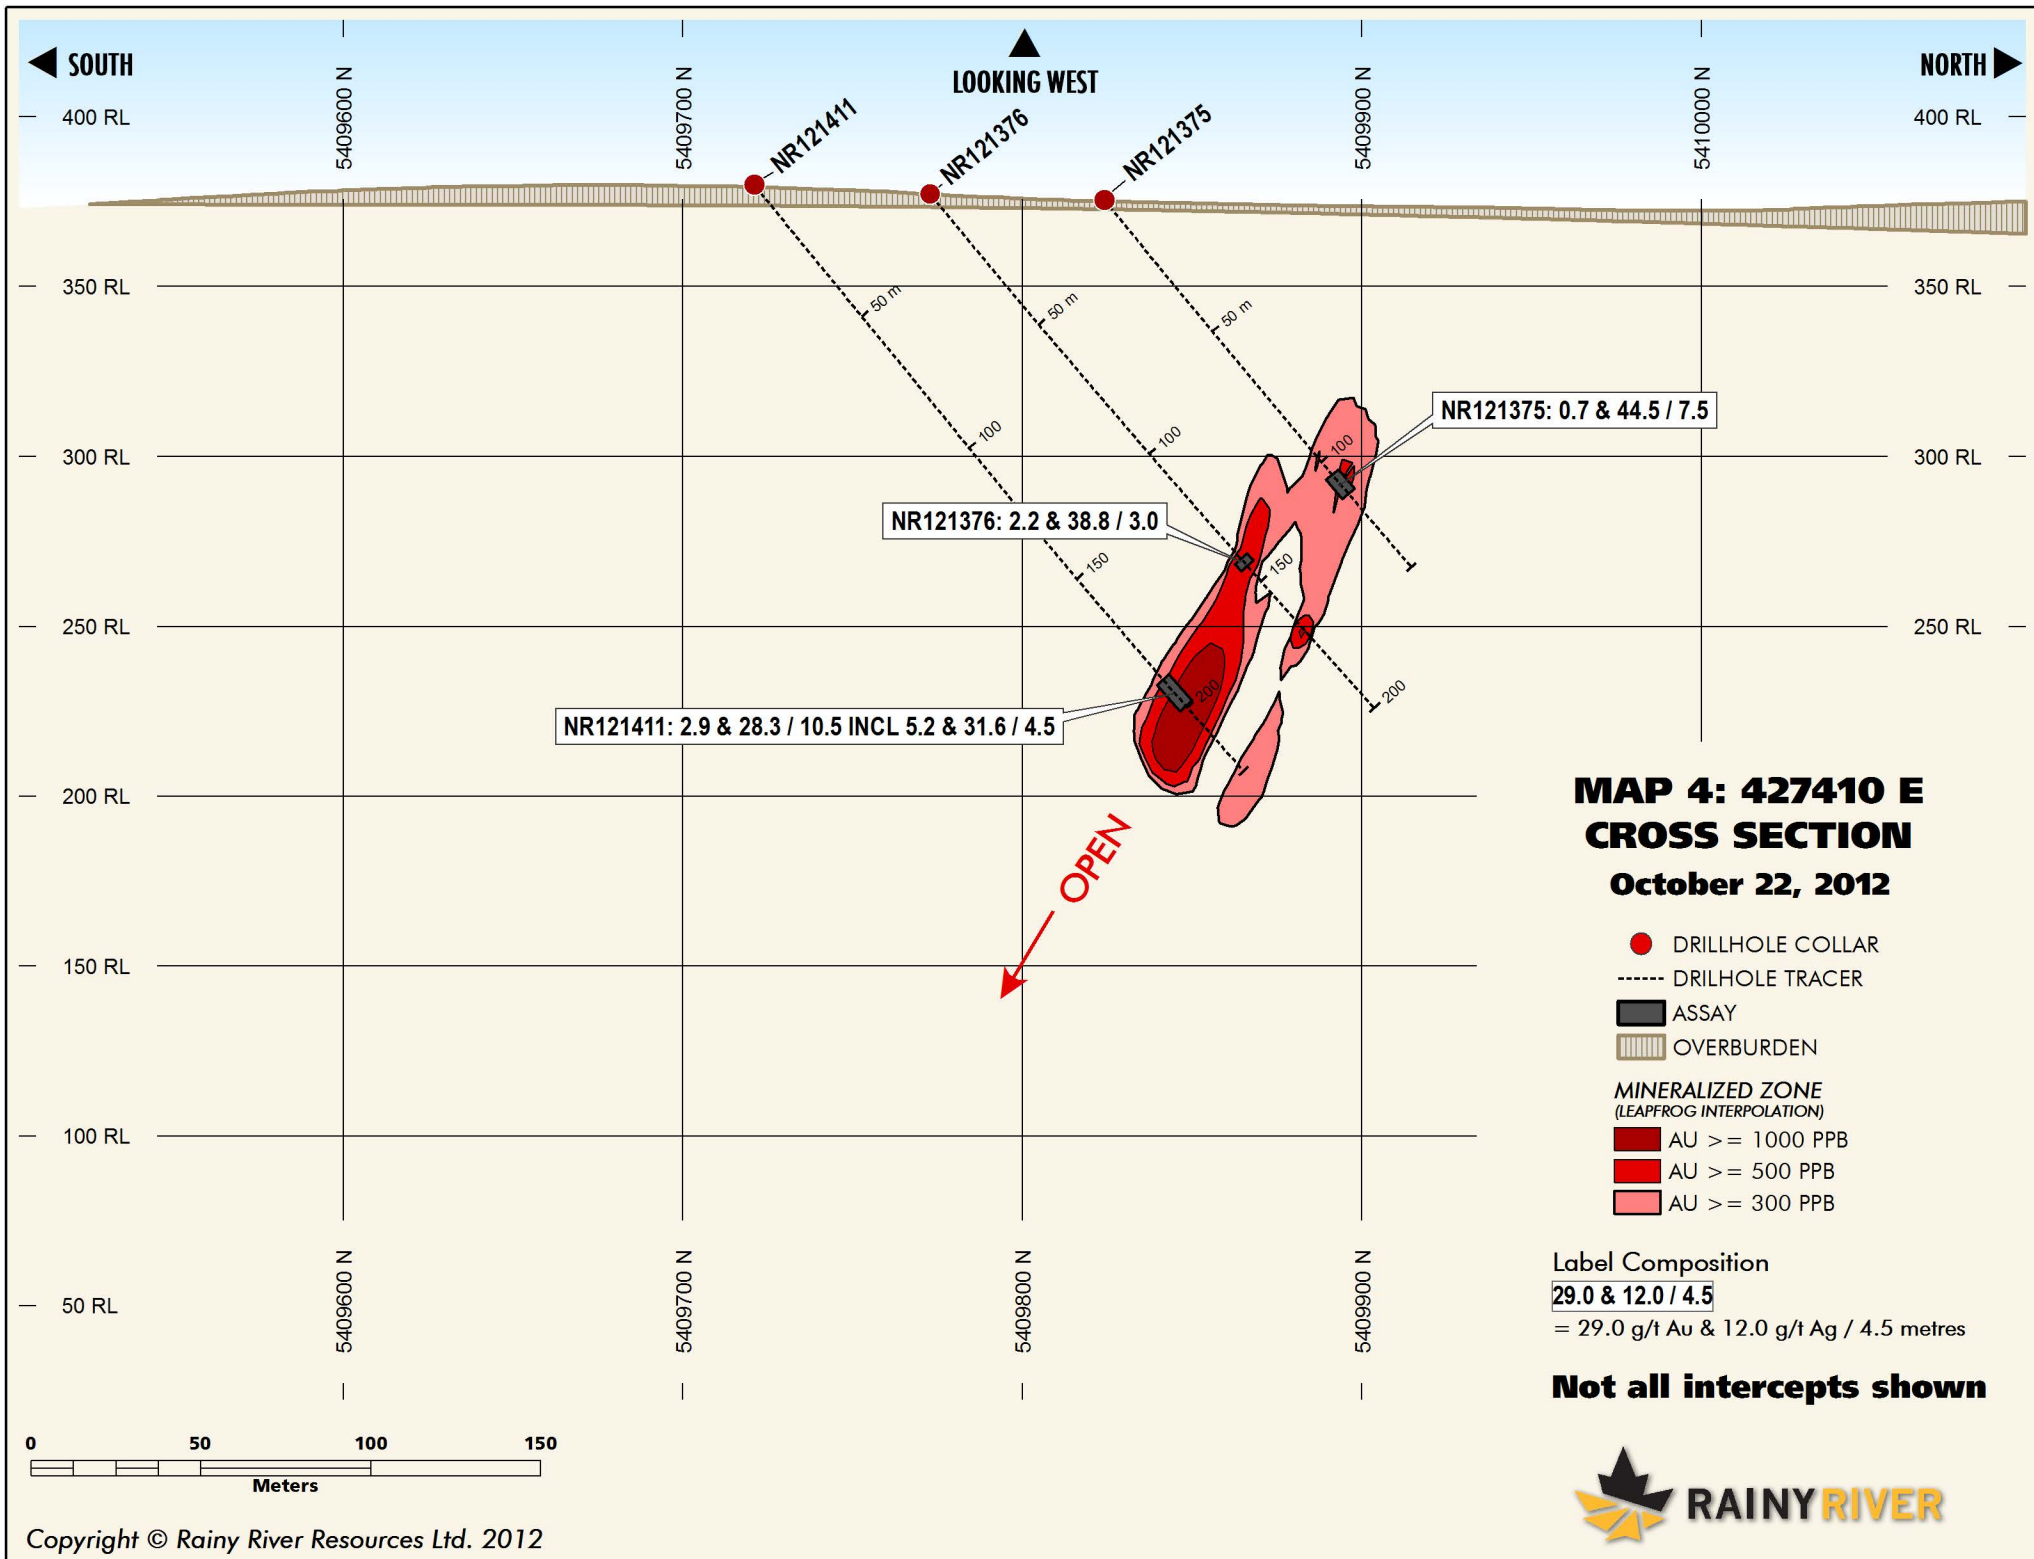 SOUTH
LOOKING WEST
NORTH
5409600 N
5409700 N
5409900 N
5410000 N
400 RL
400 RL
NR121411
NR121376
NR121375
350 RL
350 RL
50 m
50 m
50 m
100
100
100
NR121375: 0.7 & 44.5 / 7.5
300 RL
300 RL
NR121376: 2.2 & 38.8 / 3.0
150
150
250 RL
250 RL
200
200
NR121411: 2.9 & 28.3 / 10.5 INCL 5.2 & 31.6 / 4.5
200 RL
OPEN
150 RL
100 RL
50 RL
5409600 N
5409700 N
5409800 N
5409900 N
MAP 4: 427410 E
CROSS SECTION
October 22, 2012
DRILLHOLE COLLAR
DRILHOLE TRACER
ASSAY
OVERBURDEN
MINERALIZED ZONE
(LEAPFROG INTERPOLATION)
AU >= 1000 PPB
AU >= 500 PPB
AU >= 300 PPB
Label Composition
29.0 & 12.0 / 4.5
= 29.0 g/t Au & 12.0 g/t Ag / 4.5 metres
Not all intercepts shown
0 50 100 150
Meters
RAINYRIVER
Copyright © Rainy River Resources Ltd. 2012